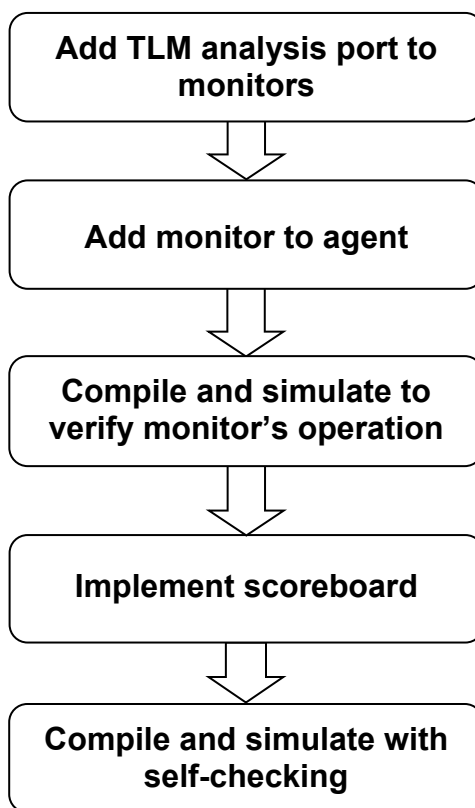 Add TLM analysis port to
monitors
Add monitor to agent
Compile and simulate to
verify monitor’s operation
Implement scoreboard
Compile and simulate with
self-checking